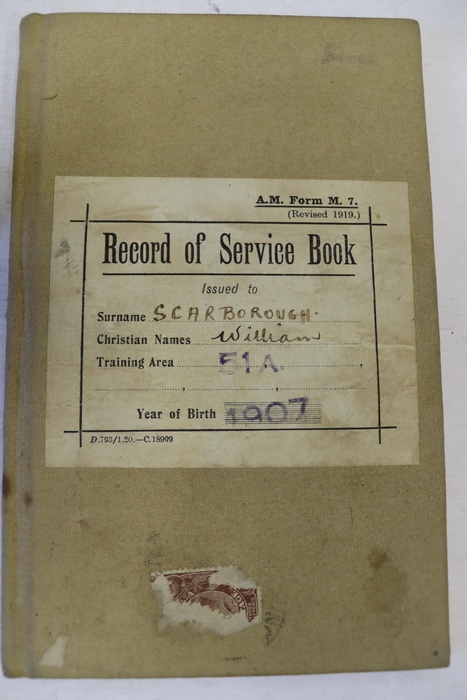 A.M. Form M. 7.
(Revised 1919.)
Record of Service Book
Issued to
Surname SCARBOROUGH.
Christian Names William
Training Area 51A.
Year of Birth 1907
D.793/1.20.—C.18909